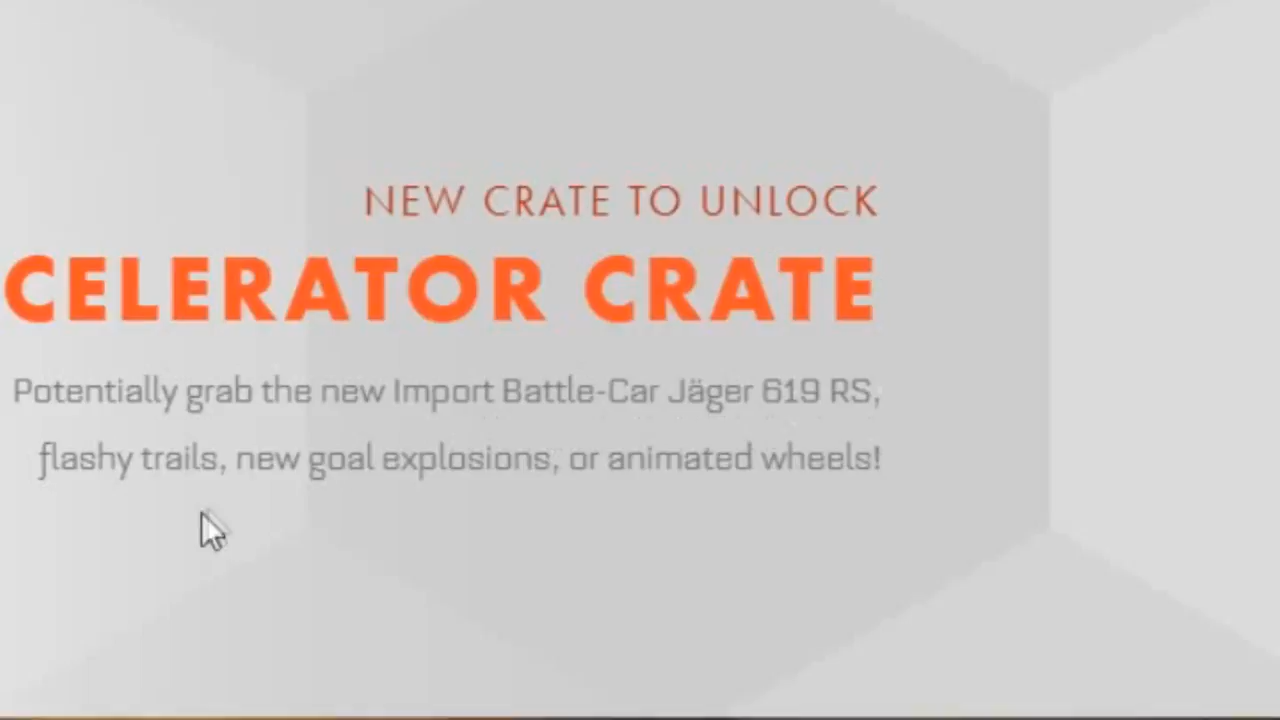 NEW CRATE TO UNLOCK
CELERATOR CRATE
Potentially grab the new Import Battle-Car Jäger 619 RS,
flashy trails, new goal explosions, or animated wheels!